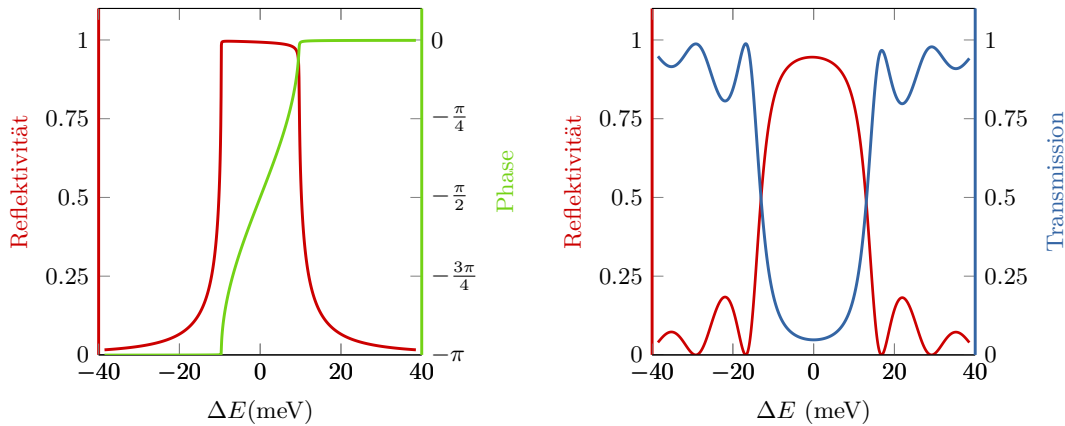 1
0.75
0.5
0.25
0
Reflektivität
−40
−20
0
20
40
ΔE(meV)
0
−π/4
−π/2
−3π/4
−π
Phase
1
0.75
0.5
0.25
0
Reflektivität
−40
−20
0
20
40
ΔE (meV)
1
0.75
0.5
0.25
0
Transmission